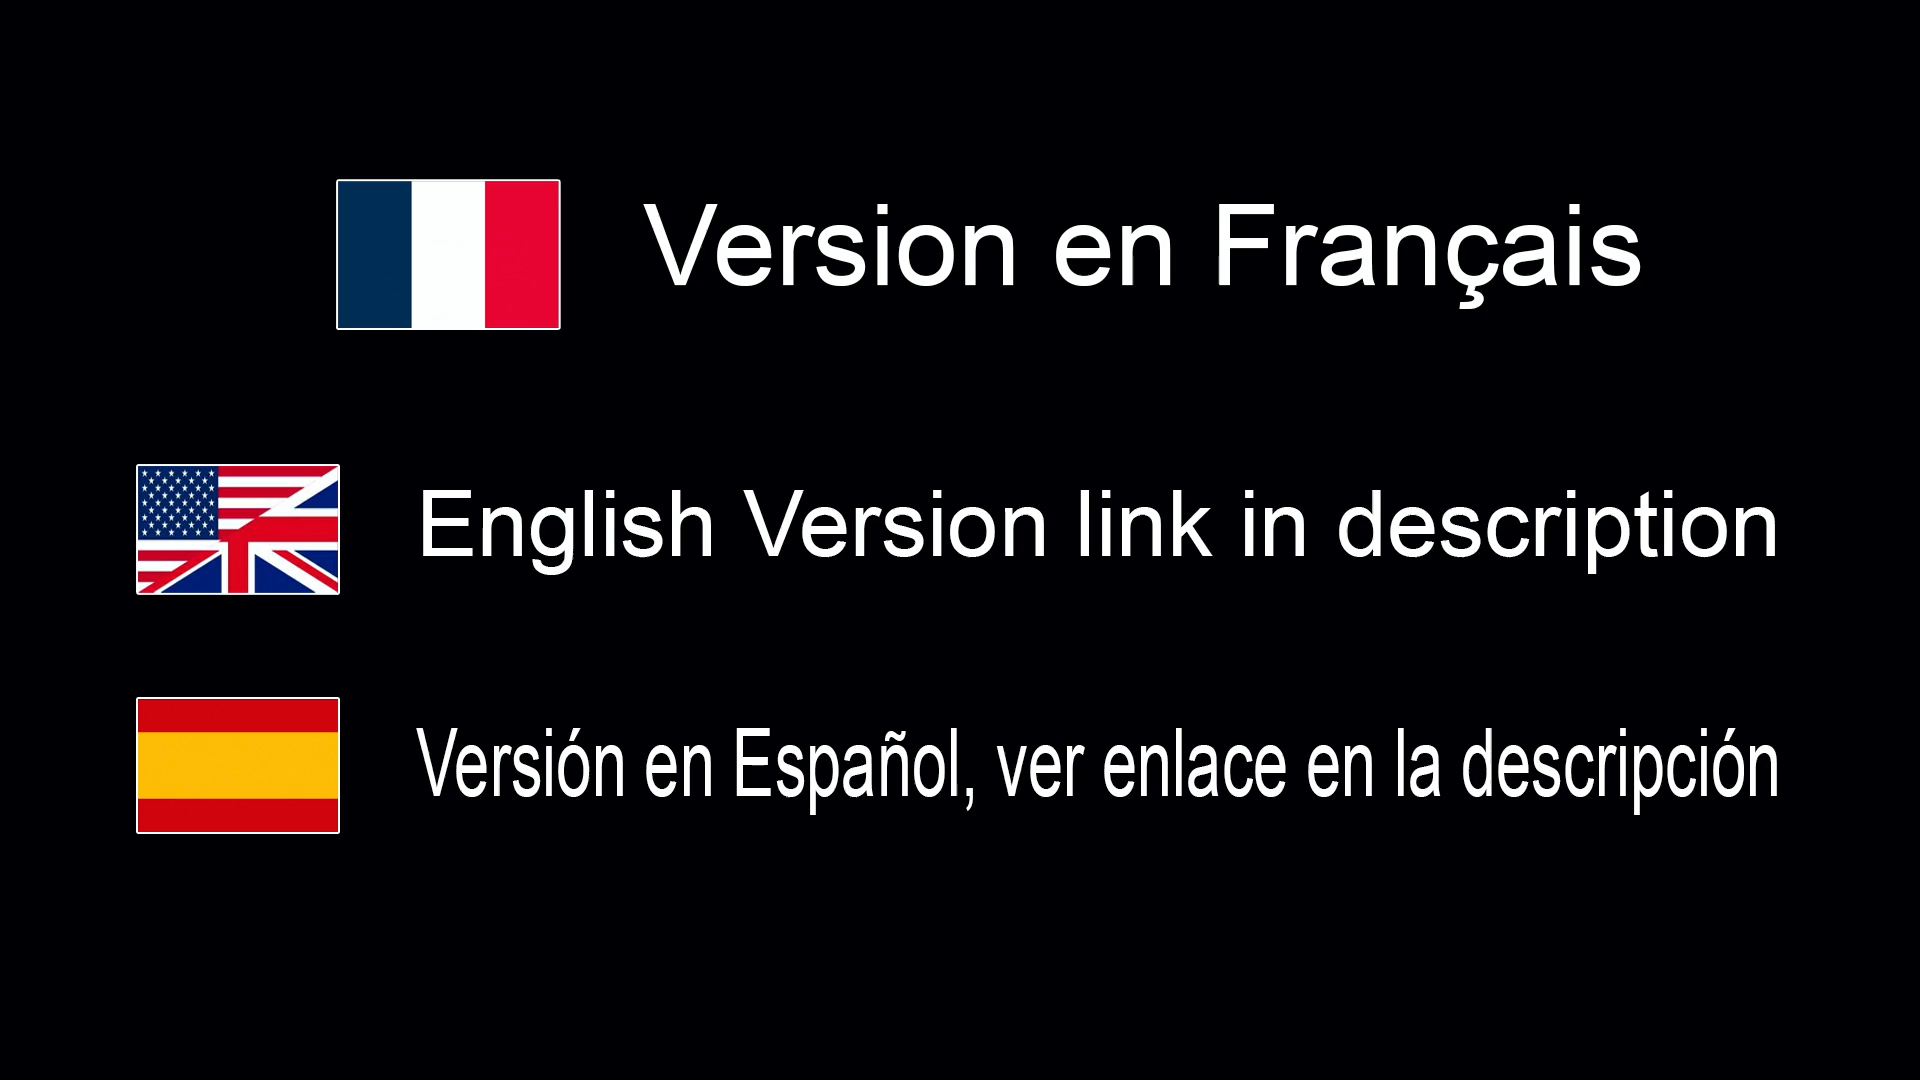 Version en Français
English Version link in description
Versión en Español, ver enlace en la descripción